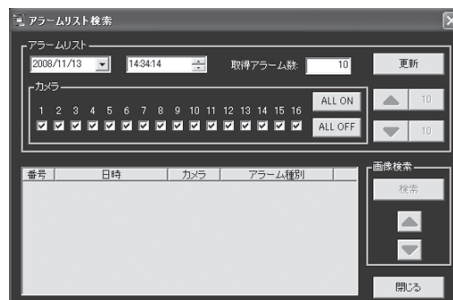 アラームリスト検索
アラームリスト
2008/11/13 14:34:14 取得アラーム数: 10 更新
カメラ
1 2 3 4 5 6 7 8 9 10 11 12 13 14 15 16
ALL ON
ALL OFF
10
10
番号 日時 カメラ アラーム種別
画像検索
検索
閉じる